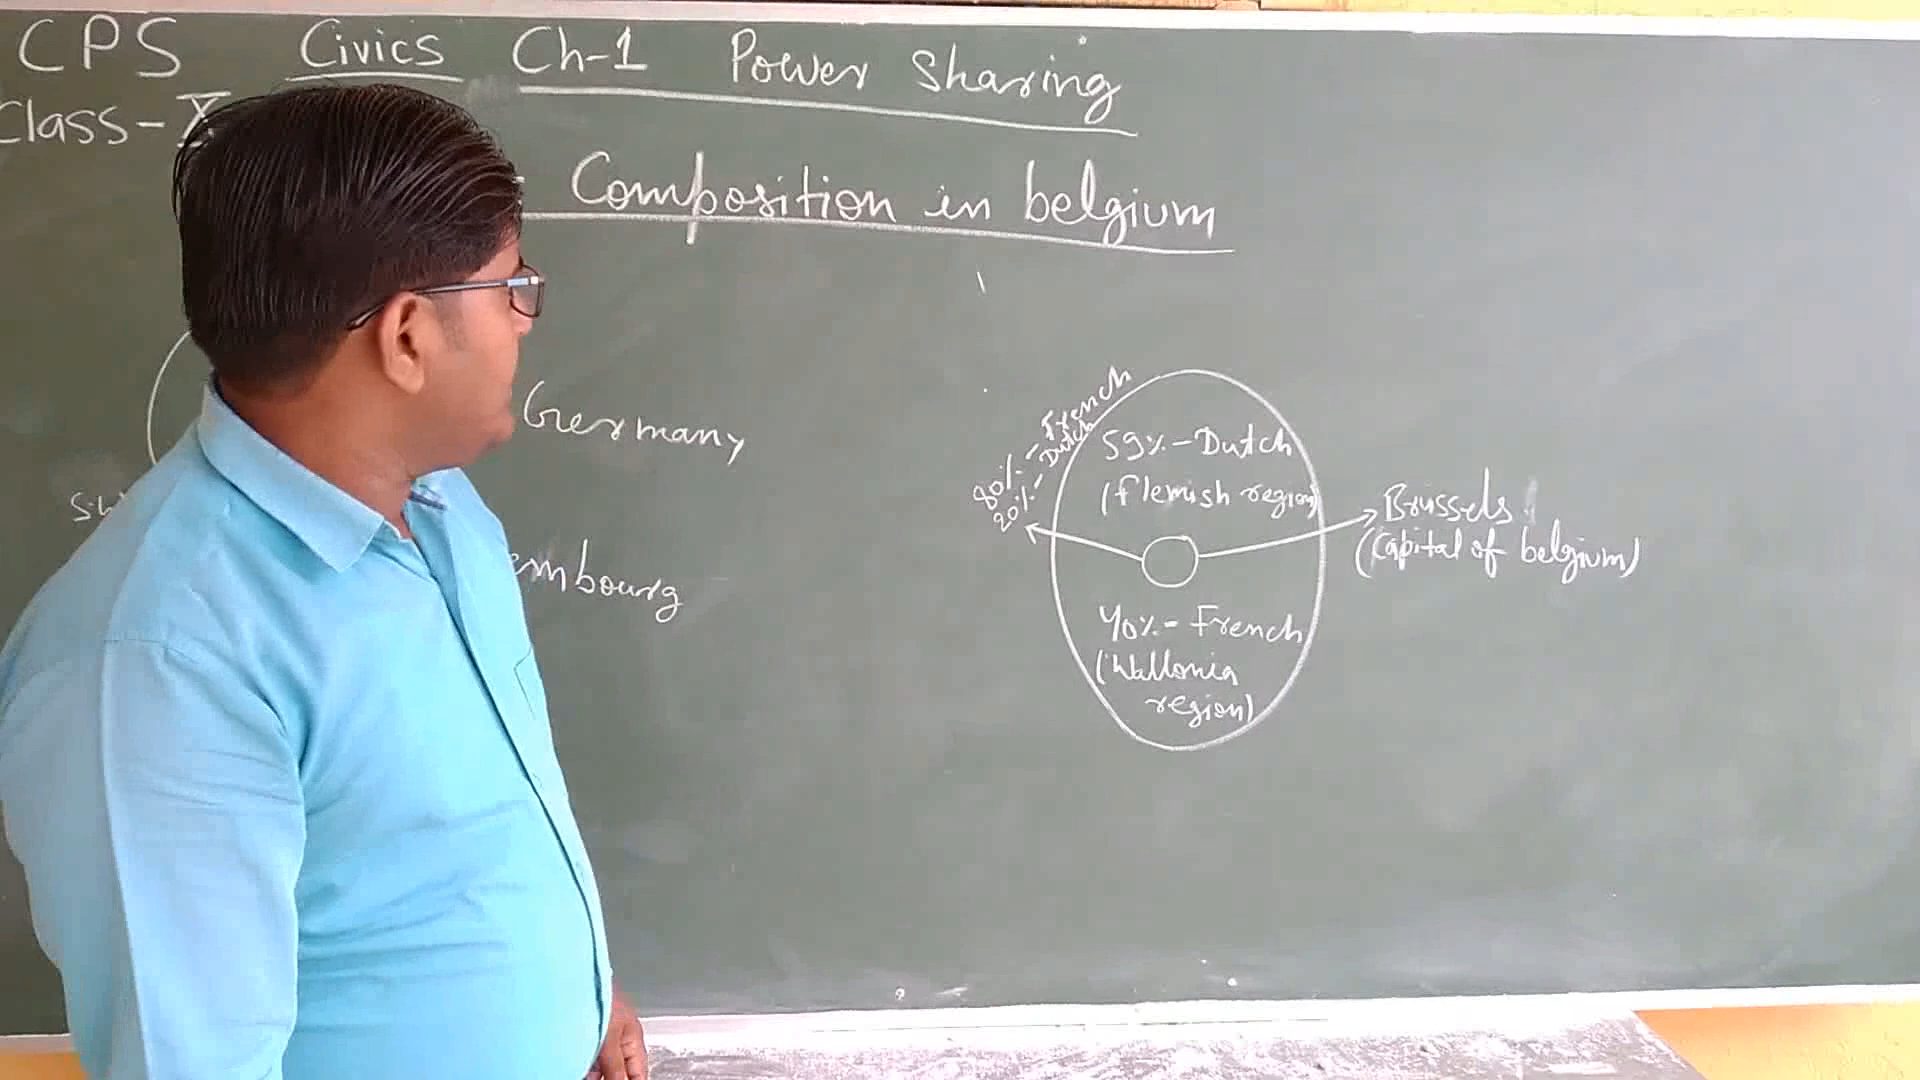 CPS Civics Ch-1 Power Sharing
Class-X
Composition in belgium
Germany
80% - French
20% - Dutch
59% - Dutch
(flemish region)
Brussels
(Capital of belgium)
40% - French
(Wallonia
region)